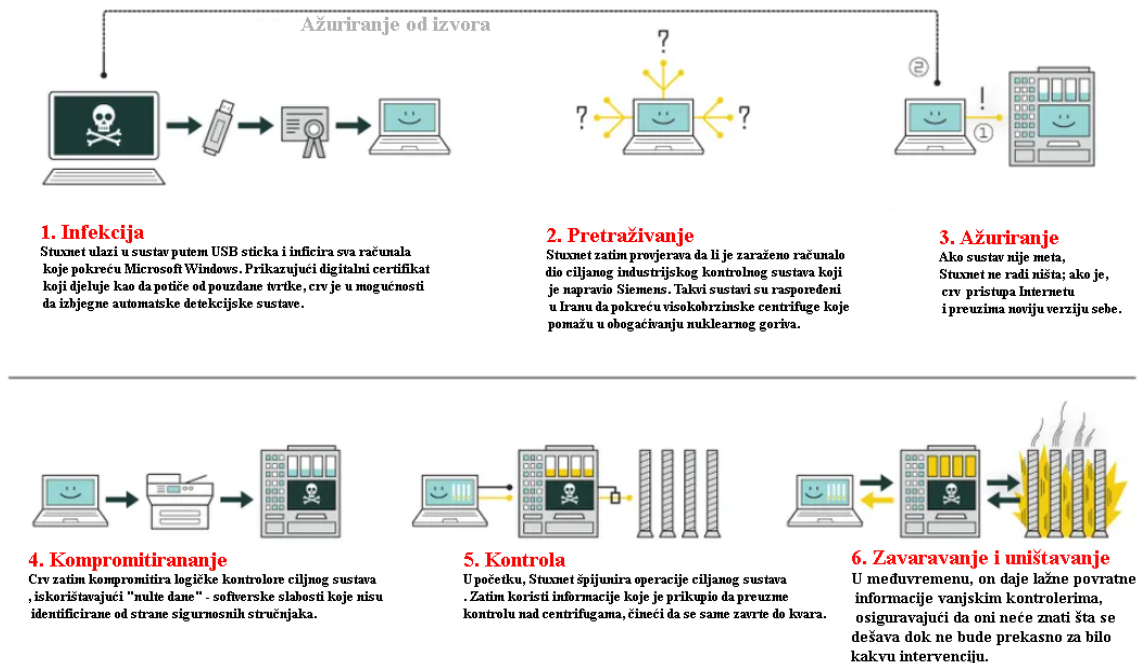 Ažuriranje od izvora
?
?
?
②
!
①
1. Infekcija
Stuxnet ulazi u sustav putem USB sticka i inficira sva računala
koje pokreću Microsoft Windows. Prikazujući digitalni certifikat
koji djeluje kao da potiče od pouzdane tvrtke, crv je u mogućnosti
da izbjegne automatske detekcijske sustave.
2. Pretraživanje
Stuxnet zatim provjerava da li je zaraženo računalo
dio ciljanog industrijskog kontrolnog sustava koji
je napravio Siemens. Takvi sustavi su raspoređeni
u Iranu da pokreću visokobrzinske centrifuge koje
pomažu u obogaćivanju nuklearnog goriva.
3. Ažuriranje
Ako sustav nije meta,
Stuxnet ne radi ništa; ako je,
crv pristupa Internetu
i preuzima noviju verziju sebe.
4. Kompromitirananje
Crv zatim kompromitira logičke kontrolore ciljnog sustava
, iskorištavajući "nulte dane" - softverske slabosti koje nisu
identificirane od strane sigurnosnih stručnjaka.
5. Kontrola
U početku, Stuxnet špijunira operacije ciljanog sustava
. Zatim koristi informacije koje je prikupio da preuzme
kontrolu nad centrifugama, čineći da se same zavrte do kvara.
6. Zavaravanje i uništavanje
U međuvremenu, on daje lažne povratne
informacije vanjskim kontrolerima,
osiguravajući da oni neće znati šta se
dešava dok ne bude prekasno za bilo
kakvu intervenciju.